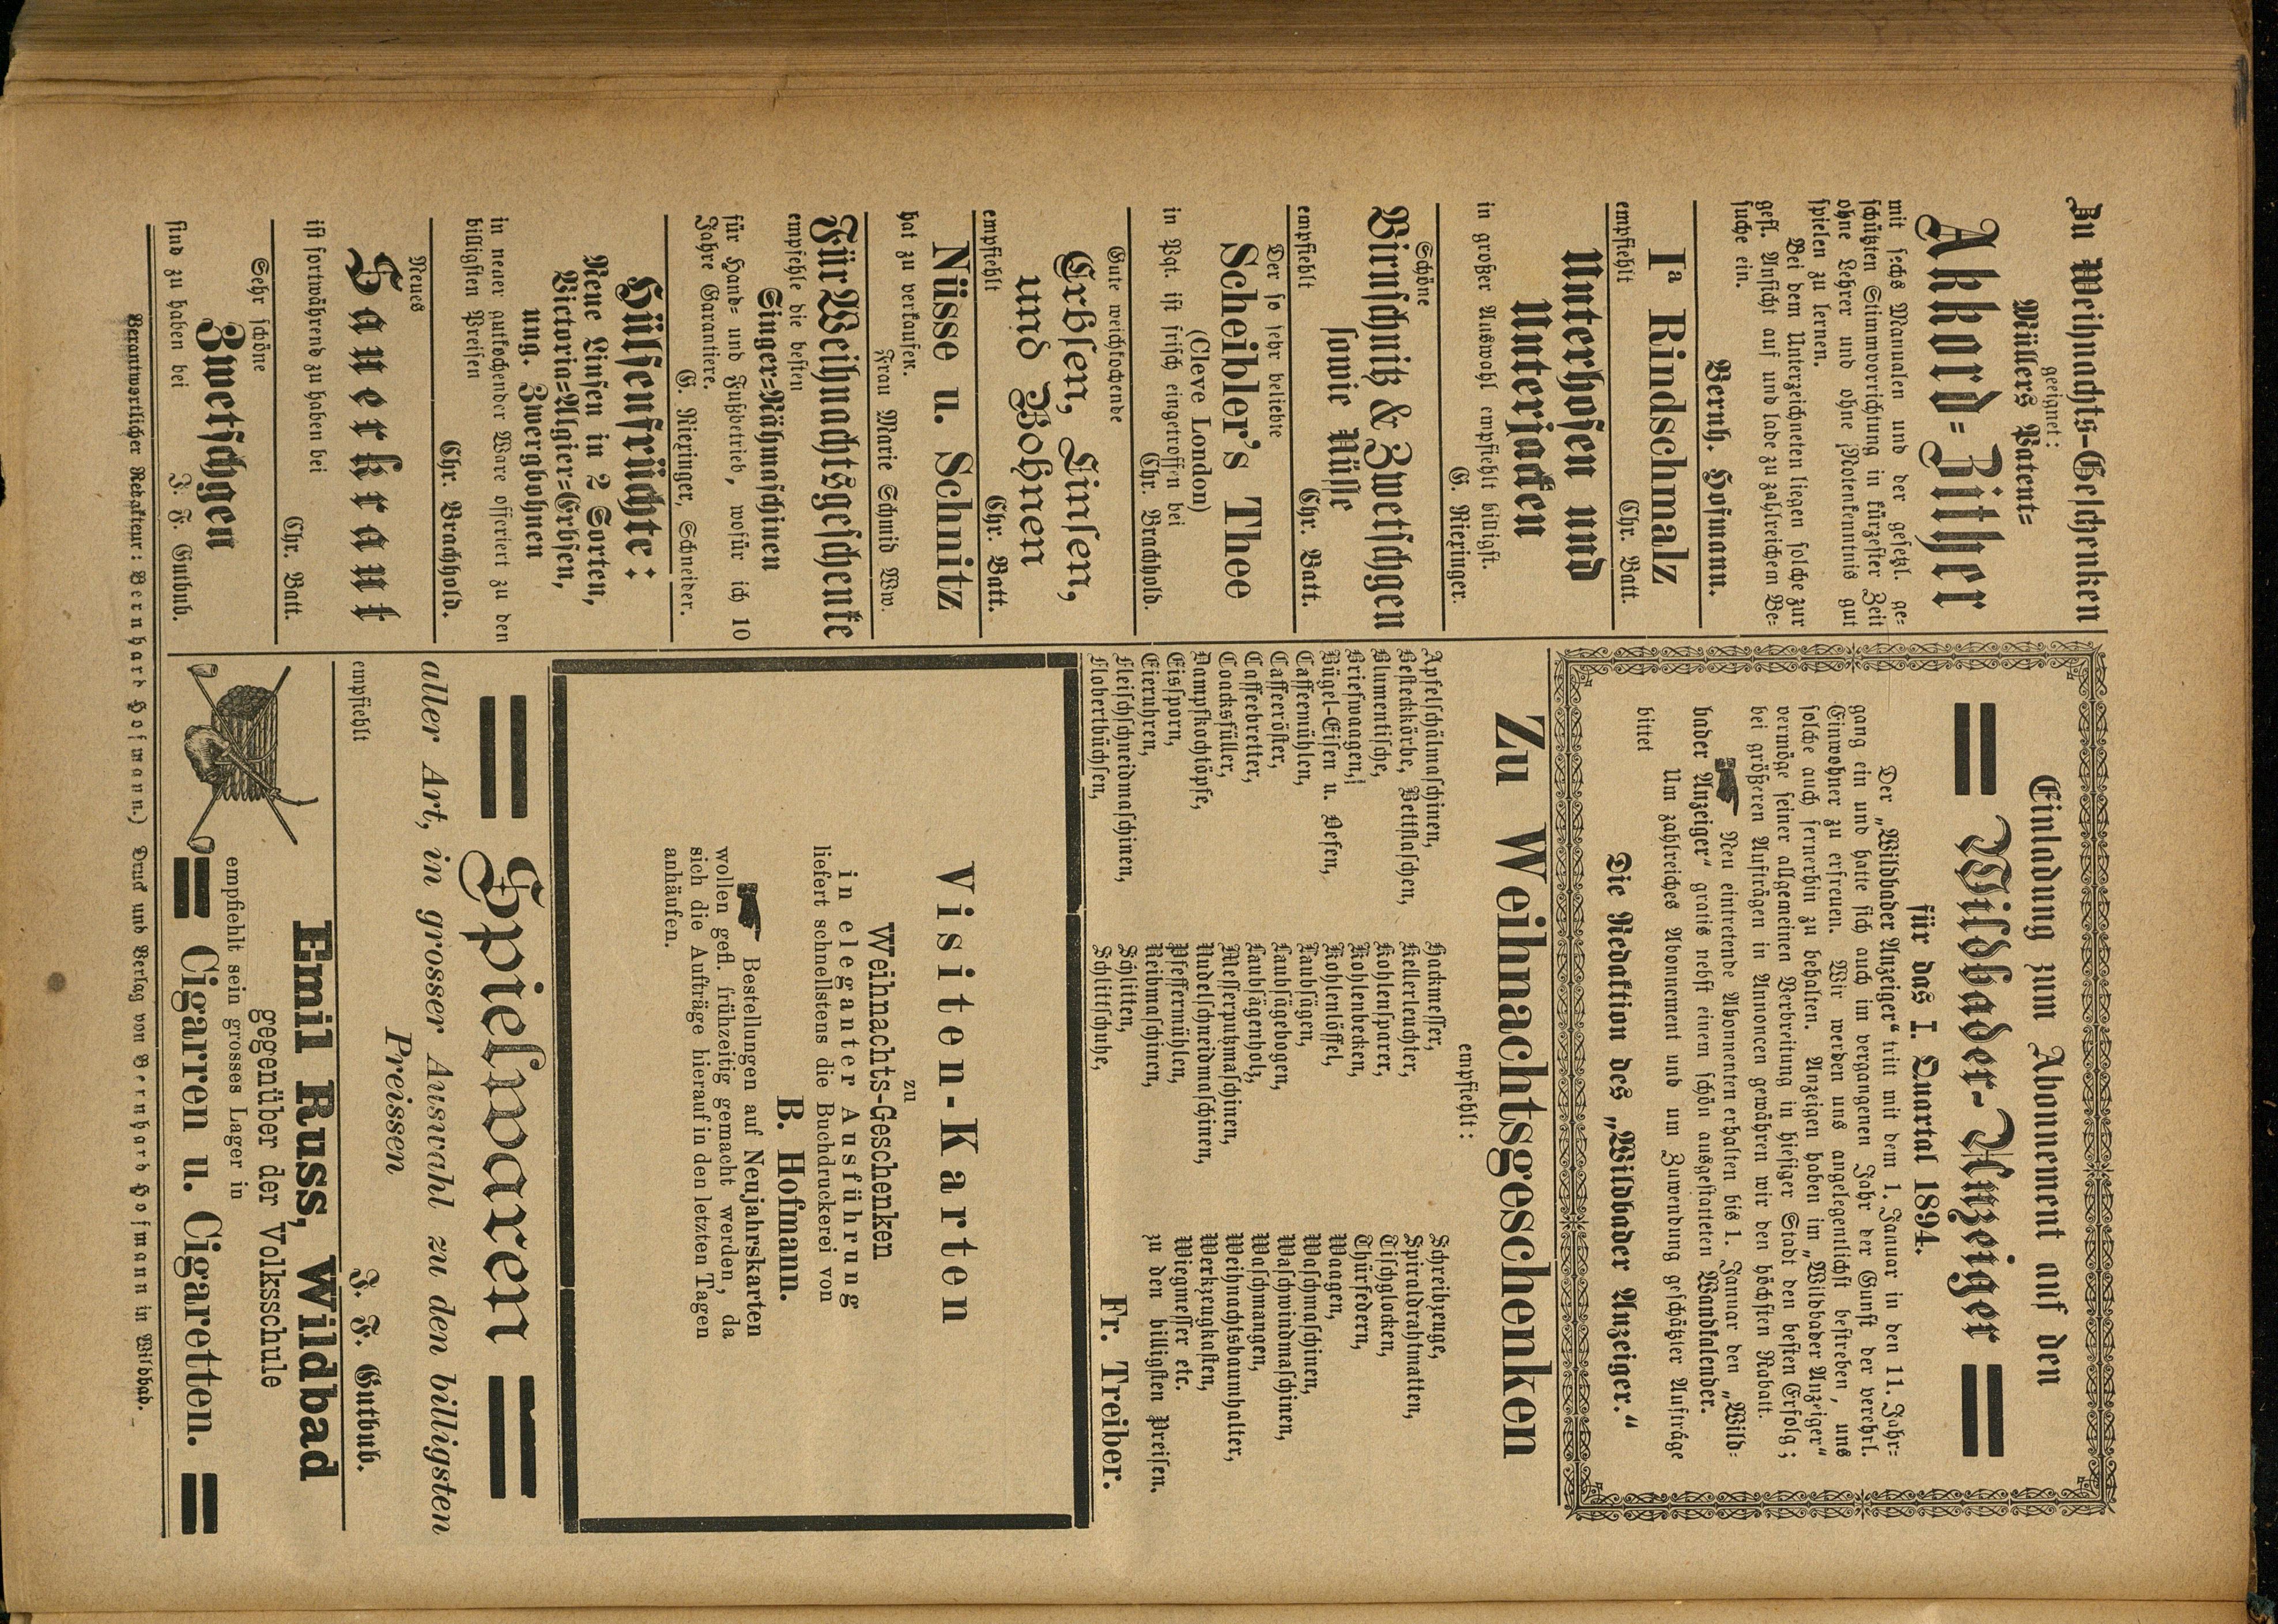 Zu Weihnachts-Geschenken
geeignet:
Müllers Patent-
Akkord-Zither
mit sechs Manualen und der gesetzl. ge-
schützten Stimmvorrichtung in kürzester Zeit
ohne Lehrer und ohne Notenkenntnis gut
spielen zu lernen.
Bei dem Unterzeichneten liegen solche zur
gefl. Ansicht auf und lade zu zahlreichem Be-
suche ein.
Bernh. Hofmann.
Iª Rindschmalz
empfiehlt Chr. Batt.
Unterhosen und
Unterjacken
in großer Auswahl empfiehlt billigst.
G. Riexinger.
Schöne
Birnschnitz & Zwetschgen
sowie Nüsse
empfiehlt Chr. Batt.
Der so sehr beliebte
Scheibler's Thee
(Cleve London)
in Pqt. ist frisch eingetroffen bei
Chr. Brachhold.
Gute weichkochende
Erbsen, Linsen,
und Bohnen
empfiehlt Chr. Batt.
Nüsse u. Schnitz
hat zu verkaufen.
Frau Marie Schmid Ww.
Für Weihnachtsgeschenke
empfehle die besten
Singer-Nähmaschinen
für Hand- und Fußbetrieb, wofür ich 10
Jahre Garantiere.
G. Riexinger, Schneider.
Hülsenfrüchte:
Neue Linsen in 2 Sorten,
Victoria-Algier-Erbsen,
ung. Zwergbohnen
in neuer gutkochender Ware offeriert zu den
billigsten Preisen
Chr. Brachhold.
Neues
Sauerkraut
ist fortwährend zu haben bei
Chr. Batt.
Sehr schöne
Zwetschgen
sind zu haben bei J. F. Gutbub.
Einladung zum Abonnement auf den
Wildbader-Anzeiger
für das I. Quartal 1894.
Der „Wildbader Anzeiger“ tritt mit dem 1. Januar in den 11. Jahr-
gang ein und hatte sich auch im vergangenen Jahr der Gunst der verehrl.
Einwohner zu erfreuen. Wir werden uns angelegentlichst bestreben, uns
solche auch fernerhin zu behalten. Anzeigen haben im „Wildbader Anzeiger“
vermöge seiner allgemeinen Verbreitung in hiesiger Stadt den besten Erfolg;
bei größeren Aufträgen in Annoncen gewähren wir den höchsten Rabatt.
Neu eintretende Abonnenten erhalten bis 1. Januar den „Wild-
bader Anzeiger“ gratis nebst einem schön ausgestatteten Wandkalender.
Um zahlreiches Abonnement und um Zuwendung geschätzter Aufträge
bittet
Die Redaktion des „Wildbader Anzeiger.“
Zu Weihnachtsgeschenken
empfiehlt:
Apfelschälmaschinen,
Besteckkörbe, Bettflaschen,
Blumentische,
Briefwaagen,
Bügel-Eisen u. Oefen,
Caffeemühlen,
Cafferöster,
Caffeebretter,
Coacksfüller,
Dampfkochtöpfe,
Eissporn,
Eieruhren,
Fleischschneidmaschinen,
Flobertbüchsen,
Hackmesser,
Kellerleuchter,
Kohlensparer,
Kohlenbecken,
Kohlenlöffel,
Laubsägen,
Laubsägebogen,
Laubsägenholz,
Messerputzmaschinen,
Nudelschneidmaschinen,
Pfeffermühlen,
Reibmaschinen,
Schlitten,
Schlittschuhe,
Schreibzeuge,
Spiraldrahtmatten,
Tischglocken,
Thürfedern,
Waagen,
Waschmaschinen,
Waschwindmaschinen,
Waschmangen,
Weihnachtsbaumhalter,
Werkzeugkasten,
Wiegmesser etc.
zu den billigsten Preisen.
Fr. Treiber.
Visiten-Karten
zu
Weihnachts-Geschenken
in eleganter Ausführung
liefert schnellstens die Buchdruckerei von
B. Hofmann.
Bestellungen auf Neujahrskarten
wollen gefl. frühzeitig gemacht werden, da
sich die Aufträge hierauf in den letzten Tagen
anhäufen.
Spielwaren
aller Art, in grosser Auswahl zu den billigsten
Preissen
empfiehlt J. F. Gutbub.
Emil Russ, Wildbad
gegenüber der Volksschule
empfiehlt sein grosses Lager in
Cigarren u. Cigaretten.
Verantwortlicher Redakteur: Bernhard Hofmann.) Druck und Verlag von Bernhard Hofmann in Wildbad.